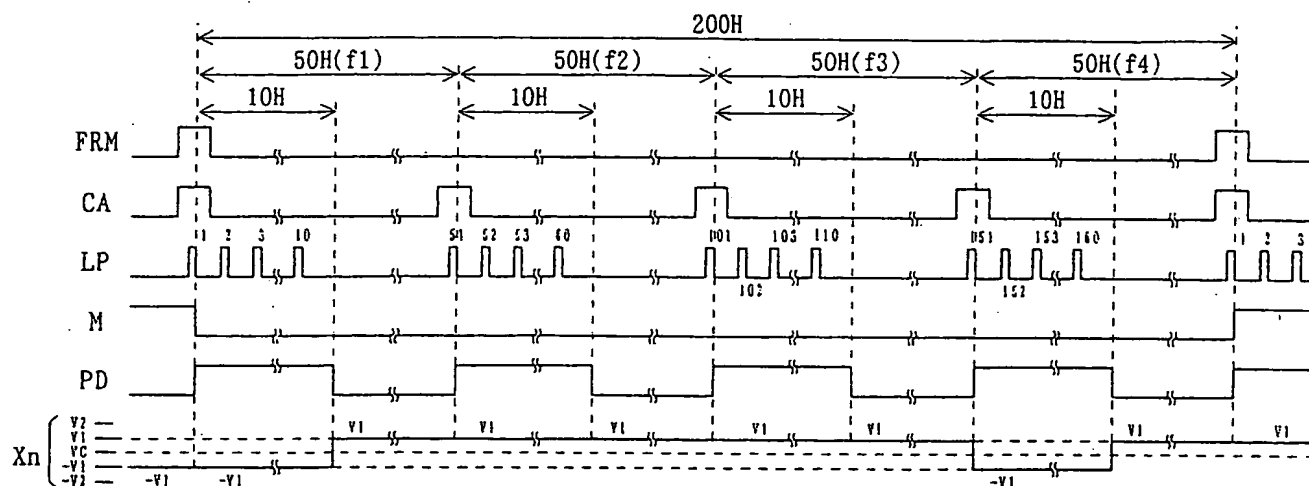 200H
50H(f1) 50H(f2) 50H(f3) 50H(f4)
10H 10H 10H 10H
FRM
CA
1 2 3 10 51 52 53 60 101 103 110 151 153 160 1 2 3
LP
102 152
M
PD
V2
V1 V1 V1 V1 V1 V1 V1 V1
VC
Xn
-V1
-V2 -V1 -V1 -V1